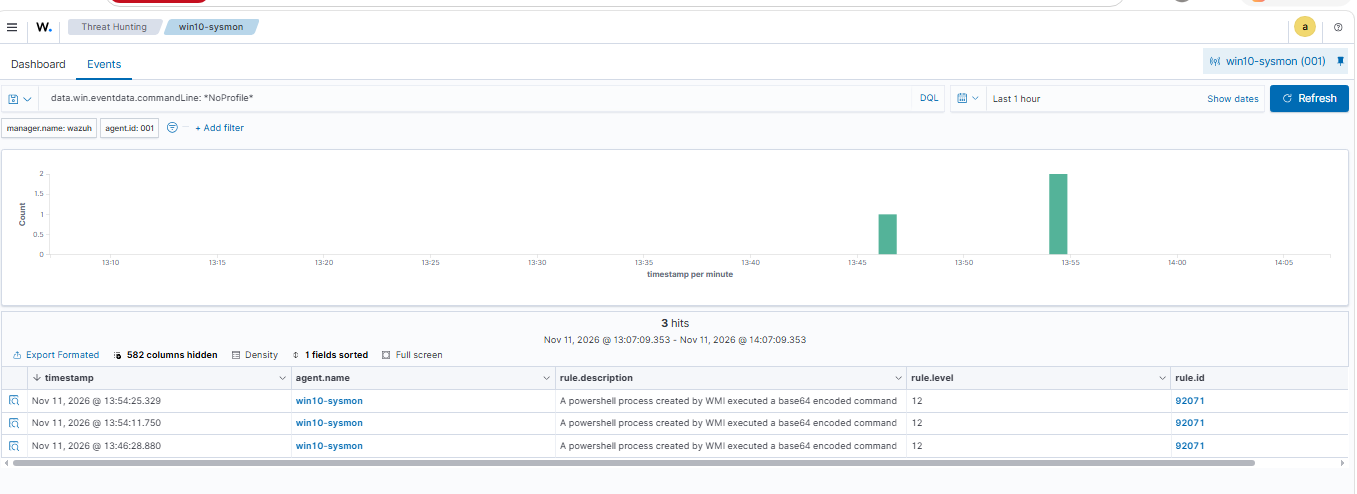 W. Threat Hunting win10-sysmon a
Dashboard Events win10-sysmon (001)
data.win.eventdata.commandLine: *NoProfile* DQL Last 1 hour Show dates Refresh
manager.name: wazuh agent.id: 001 + Add filter
2
1.5
1
0.5
0
Count
13:10 13:15 13:20 13:25 13:30 13:35 13:40 13:45 13:50 13:55 14:00 14:05
timestamp per minute
3 hits
Nov 11, 2026 @ 13:07:09.353 - Nov 11, 2026 @ 14:07:09.353
Export Formated 582 columns hidden Density 1 fields sorted Full screen
timestamp agent.name rule.description rule.level rule.id
Nov 11, 2026 @ 13:54:25.329 win10-sysmon A powershell process created by WMI executed a base64 encoded command 12 92071
Nov 11, 2026 @ 13:54:11.750 win10-sysmon A powershell process created by WMI executed a base64 encoded command 12 92071
Nov 11, 2026 @ 13:46:28.880 win10-sysmon A powershell process created by WMI executed a base64 encoded command 12 92071